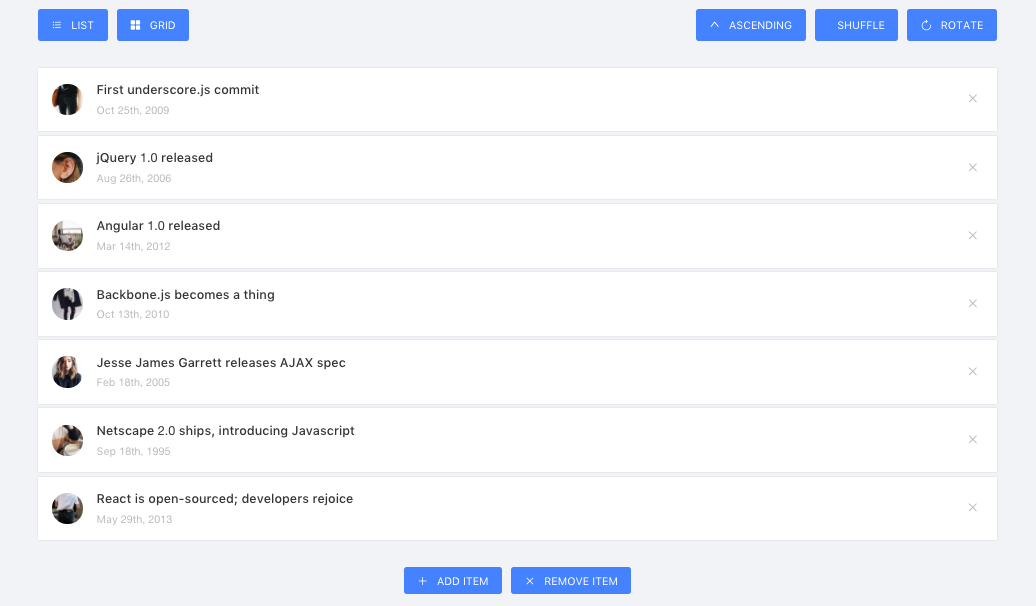 LIST
GRID
ASCENDING
SHUFFLE
ROTATE
First underscore.js commit
Oct 25th, 2009
jQuery 1.0 released
Aug 26th, 2006
Angular 1.0 released
Mar 14th, 2012
Backbone.js becomes a thing
Oct 13th, 2010
Jesse James Garrett releases AJAX spec
Feb 18th, 2005
Netscape 2.0 ships, introducing Javascript
Sep 18th, 1995
React is open-sourced; developers rejoice
May 29th, 2013
ADD ITEM
REMOVE ITEM